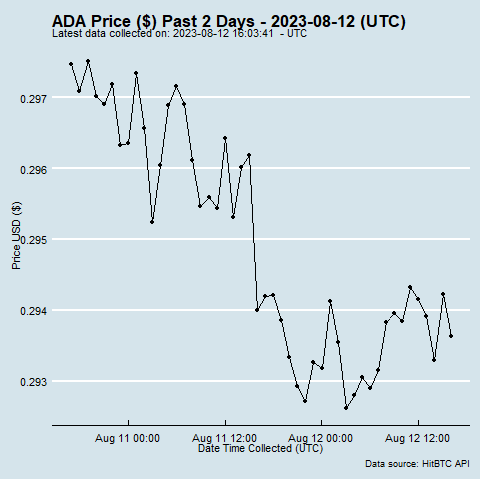 ADA Price ($) Past 2 Days - 2023-08-12 (UTC)
Latest data collected on: 2023-08-12 16:03:41 - UTC
0.297
0.296
0.295
0.294
0.293
Price USD ($)
Aug 11 00:00 Aug 11 12:00 Aug 12 00:00 Aug 12 12:00
Date Time Collected (UTC)
Data source: HitBTC API